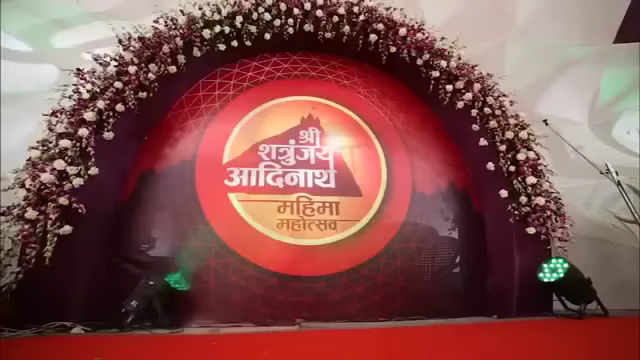 श्री
शत्रुंजय
आदिनाथ
महिमा
महोत्सव